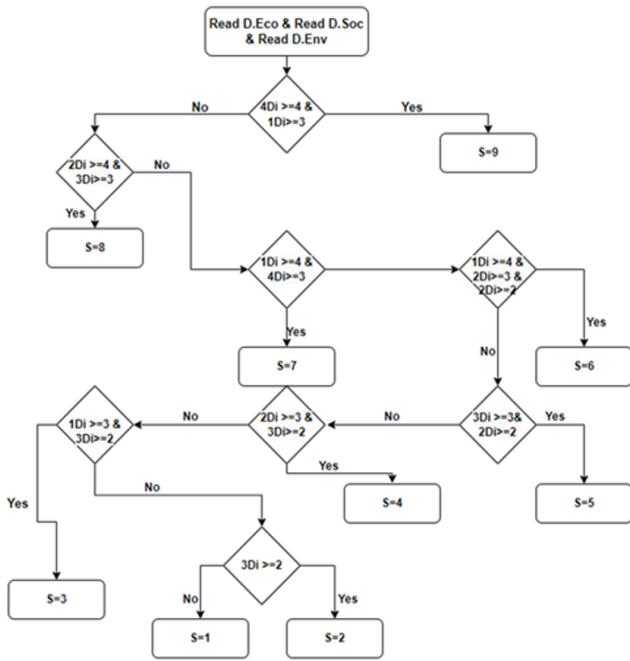 Read D.Eco & Read D.Soc
& Read D.Env
No
4Di >=4 &
1Di>=3
Yes
S=9
2Di >=4 &
3Di>=3
No
Yes
S=8
1Di >=4 &
4Di>=3
1Di >=4 &
2Di>=3 &
2Di>=2
Yes
Yes
No
S=7
S=6
1Di >=3 &
3Di>=2
No
2Di >=3 &
3Di>=2
No
3Di >=3&
2Di>=2
Yes
Yes
Yes
No
S=4
S=5
3Di >=2
S=3
No
Yes
S=1
S=2